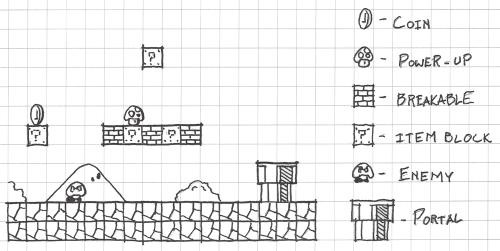 ?
?
? ?
- COIN
- POWER-UP
- BREAKABLE
? - ITEM BLOCK
- ENEMY
- PORTAL